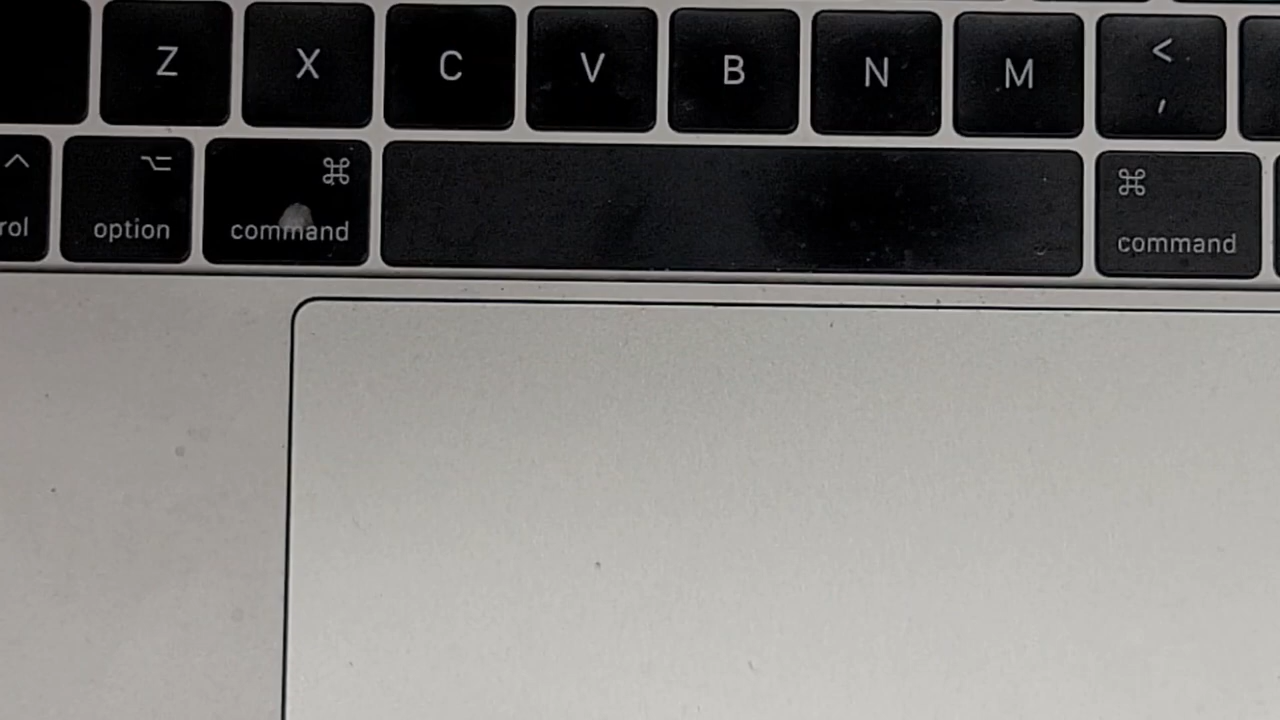 Z X C V B N M <
,
^ ⌥ ⌘ ⌘
rol option command command